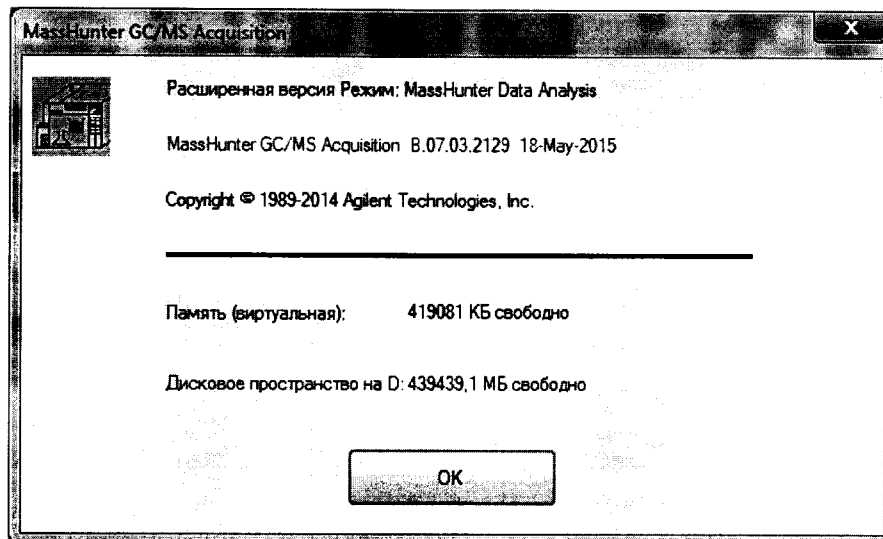 MassHunter GC/MS Acquisition
X
Расширенная версия Режим: MassHunter Data Analysis
MassHunter GC/MS Acquisition B.07.03.2129 18-May-2015
Copyright © 1989-2014 Agilent Technologies, Inc.
Память (виртуальная): 419081 КБ свободно
Дисковое пространство на D: 439439,1 МБ свободно
OK